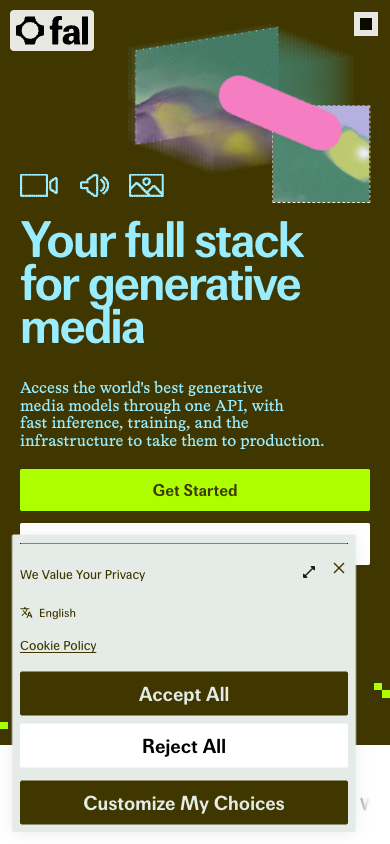 fal
Your full stack
for generative
media
Access the world's best generative
media models through one API, with
fast inference, training, and the
infrastructure to take them to production.
Get Started
We Value Your Privacy
English
Cookie Policy
Accept All
Reject All
Customize My Choices